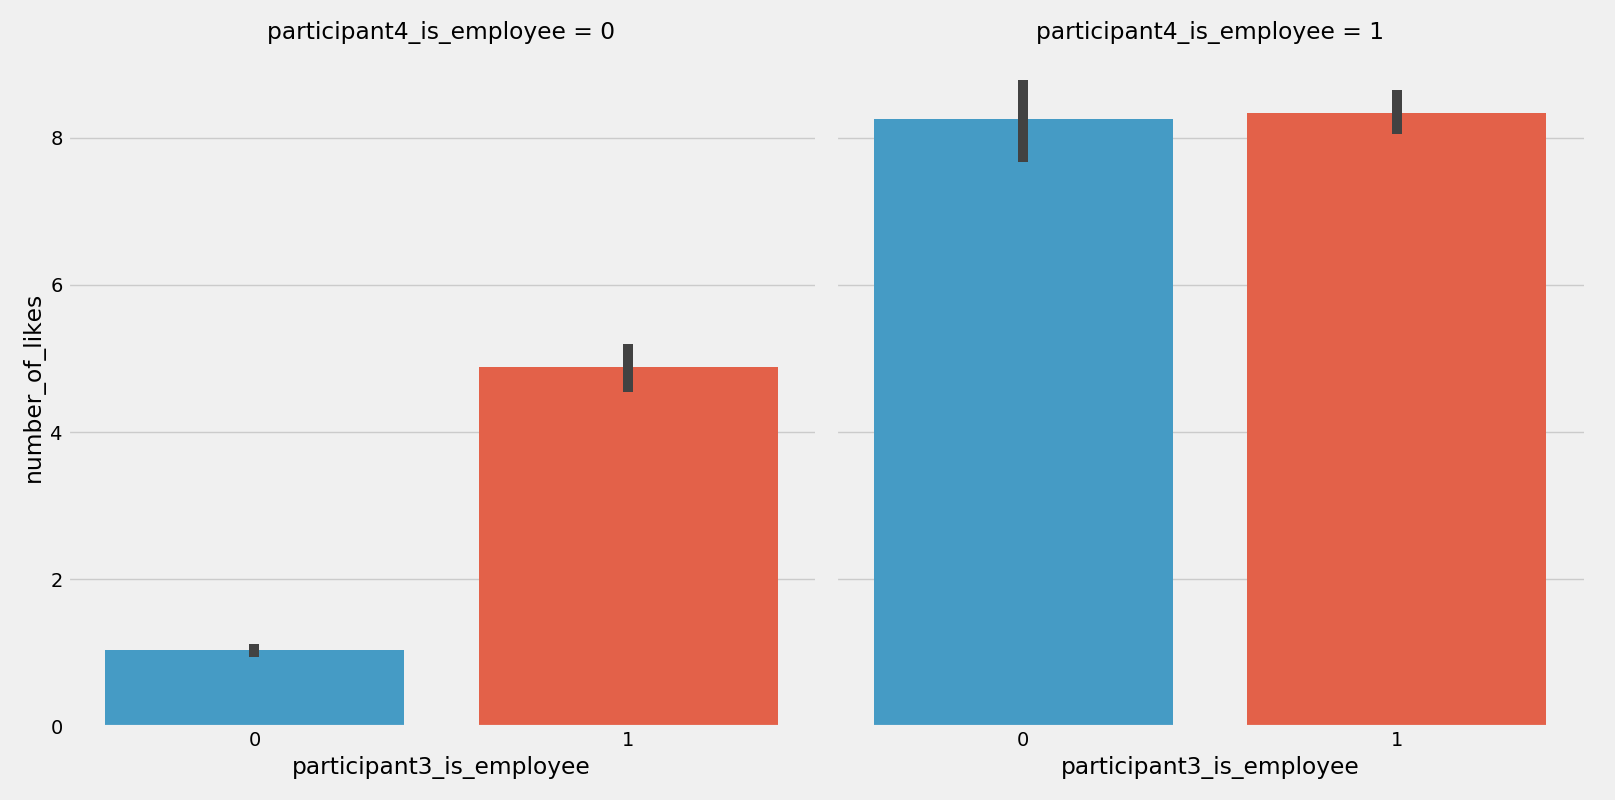 participant4_is_employee = 0
participant4_is_employee = 1
number_of_likes
8
6
4
2
0
0
1
0
1
participant3_is_employee
participant3_is_employee